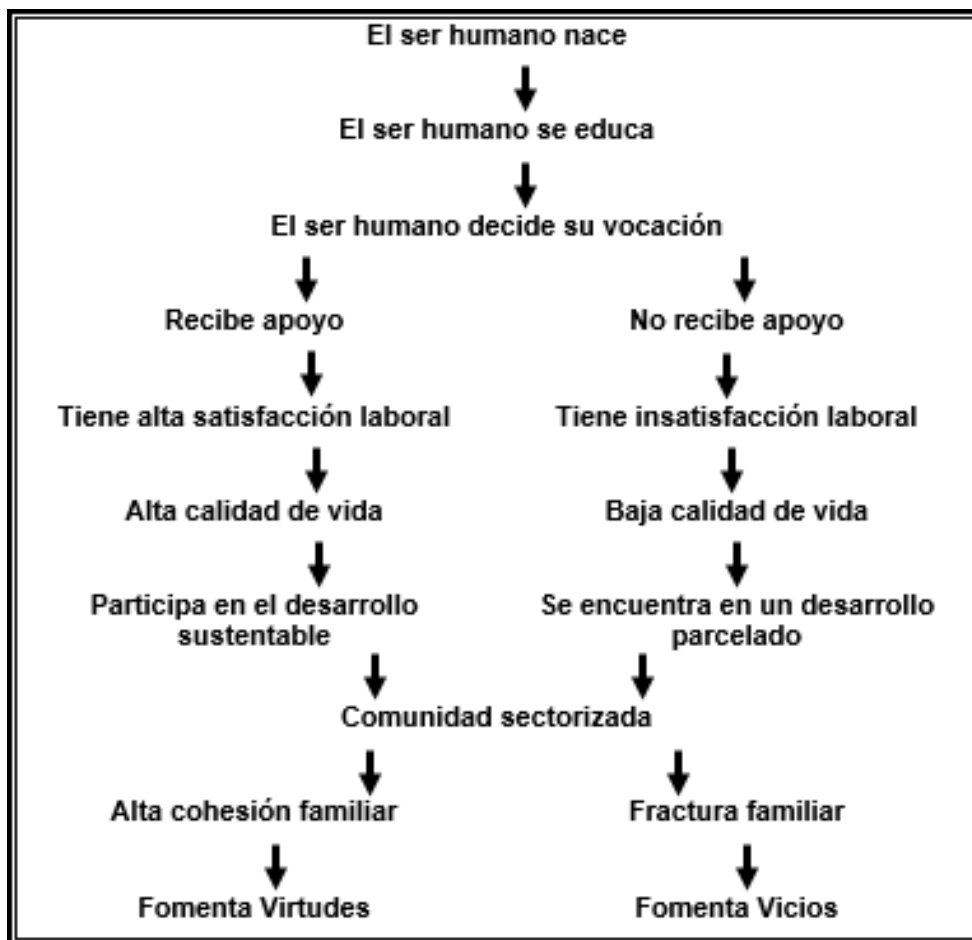 El ser humano nace
El ser humano se educa
El ser humano decide su vocación
Recibe apoyo
No recibe apoyo
Tiene alta satisfacción laboral
Tiene insatisfacción laboral
Alta calidad de vida
Baja calidad de vida
Participa en el desarrollo
sustentable
Se encuentra en un desarrollo
parcelado
Comunidad sectorizada
Alta cohesión familiar
Fractura familiar
Fomenta Virtudes
Fomenta Vicios